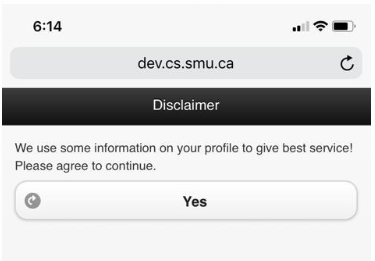 6:14
dev.cs.smu.ca
Disclaimer
We use some information on your profile to give best service!
Please agree to continue.
Yes